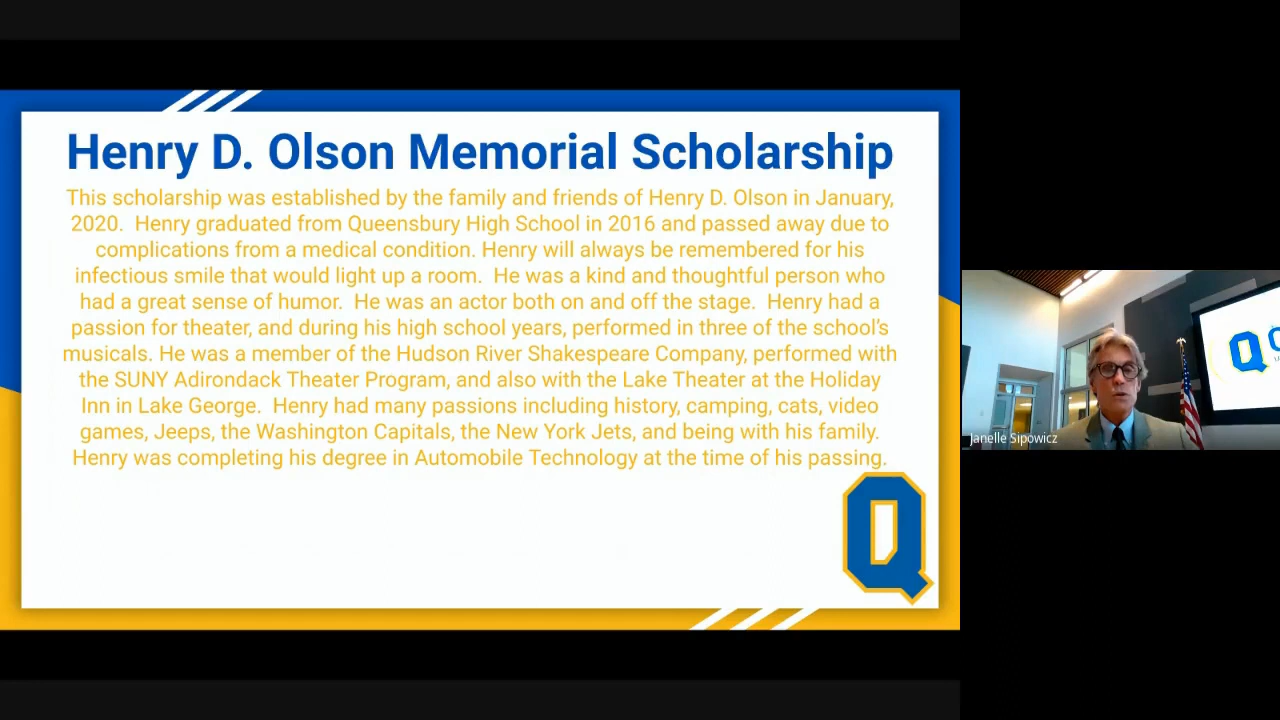 Henry D. Olson Memorial Scholarship
This scholarship was established by the family and friends of Henry D. Olson in January,
2020. Henry graduated from Queensbury High School in 2016 and passed away due to
complications from a medical condition. Henry will always be remembered for his
infectious smile that would light up a room. He was a kind and thoughtful person who
had a great sense of humor. He was an actor both on and off the stage. Henry had a
passion for theater, and during his high school years, performed in three of the school's
musicals. He was a member of the Hudson River Shakespeare Company, performed with
the SUNY Adirondack Theater Program, and also with the Lake Theater at the Holiday
Inn in Lake George. Henry had many passions including history, camping, cats, video
games, Jeeps, the Washington Capitals, the New York Jets, and being with his family.
Henry was completing his degree in Automobile Technology at the time of his passing.
Q
Q
Janelle Sipowicz